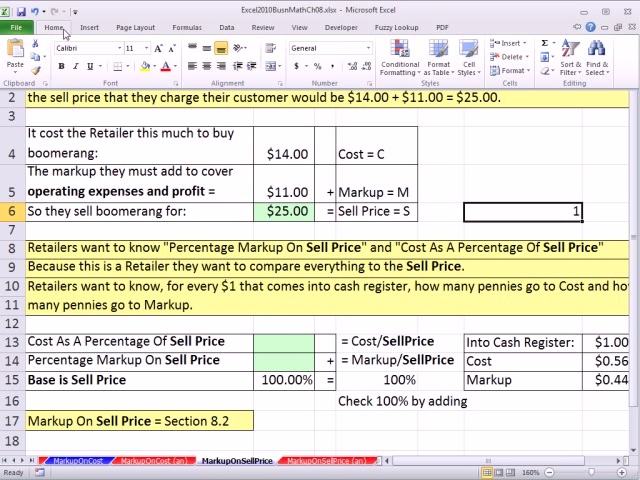 Excel2010BusnMathCh08.xlsx - Microsoft Excel
File Home Insert Page Layout Formulas Data Review View Developer Fuzzy Lookup PDF
Calibri 11 General
Paste Conditional Formatting Format as Table Cell Styles Insert Delete Format Sort & Filter Find & Select
Clipboard Font Alignment Number Styles Cells Editing
2 the sell price that they charge their customer would be $14.00 + $11.00 = $25.00.
3
It cost the Retailer this much to buy
4 boomerang: $14.00 Cost = C
The markup they must add to cover
5 operating expenses and profit = $11.00 + Markup = M
6 So they sell boomerang for: $25.00 = Sell Price = S 1
7
8 Retailers want to know "Percentage Markup On Sell Price" and "Cost As A Percentage Of Sell Price"
9 Because this is a Retailer they want to compare everything to the Sell Price.
10 Retailers want to know, for every $1 that comes into cash register, how many pennies go to Cost and ho
11 many pennies go to Markup.
12
13 Cost As A Percentage Of Sell Price = Cost/SellPrice Into Cash Register: $1.00
14 Percentage Markup On Sell Price + = Markup/SellPrice Cost $0.56
15 Base is Sell Price 100.00% = 100% Markup $0.44
16 Check 100% by adding
17 Markup On Sell Price = Section 8.2
18
MarkupOnCost MarkupOnCost (an) MarkupOnSellPrice MarkupOnSellPrice (an)
Ready 160%